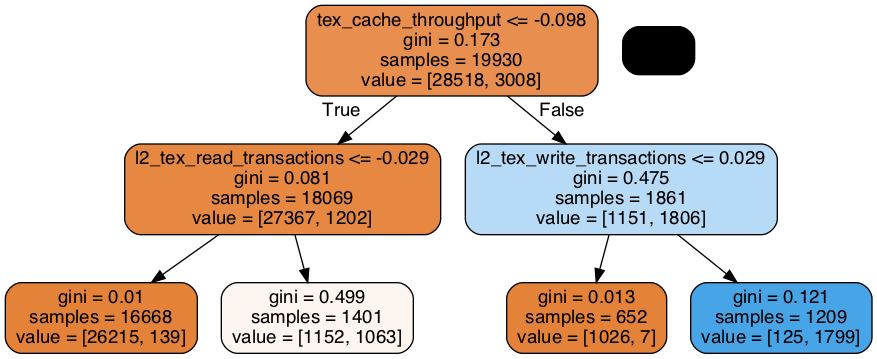 tex_cache_throughput <= -0.098
gini = 0.173
samples = 19930
value = [28518, 3008]
True
False
l2_tex_read_transactions <= -0.029
gini = 0.081
samples = 18069
value = [27367, 1202]
l2_tex_write_transactions <= 0.029
gini = 0.475
samples = 1861
value = [1151, 1806]
gini = 0.01
samples = 16668
value = [26215, 139]
gini = 0.499
samples = 1401
value = [1152, 1063]
gini = 0.013
samples = 652
value = [1026, 7]
gini = 0.121
samples = 1209
value = [125, 1799]